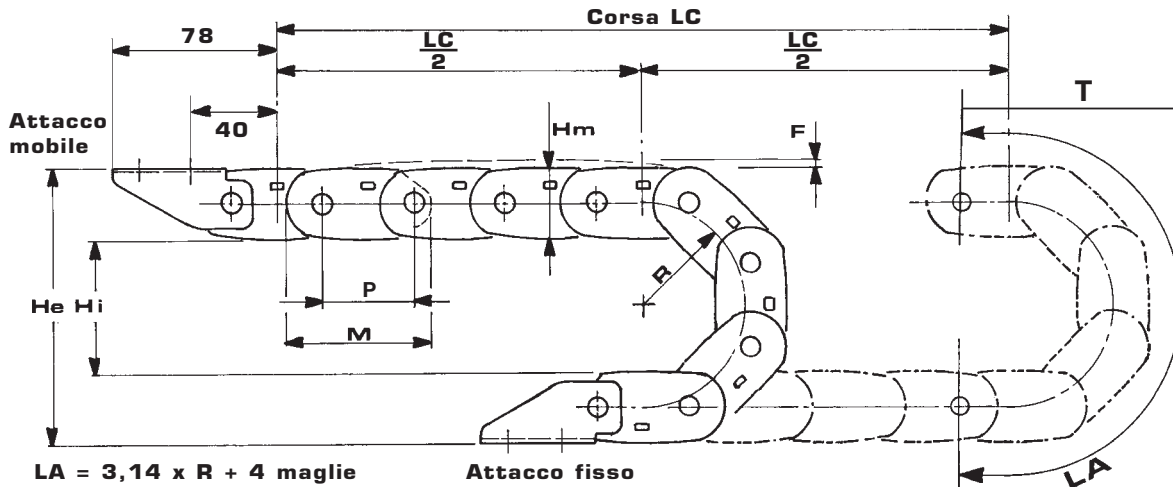 Corsa LC
78
LC
2
LC
2
T
40
Attacco
mobile
Hm
F
R
He Hi
P
M
LA = 3,14 x R + 4 maglie
Attacco fisso
LA